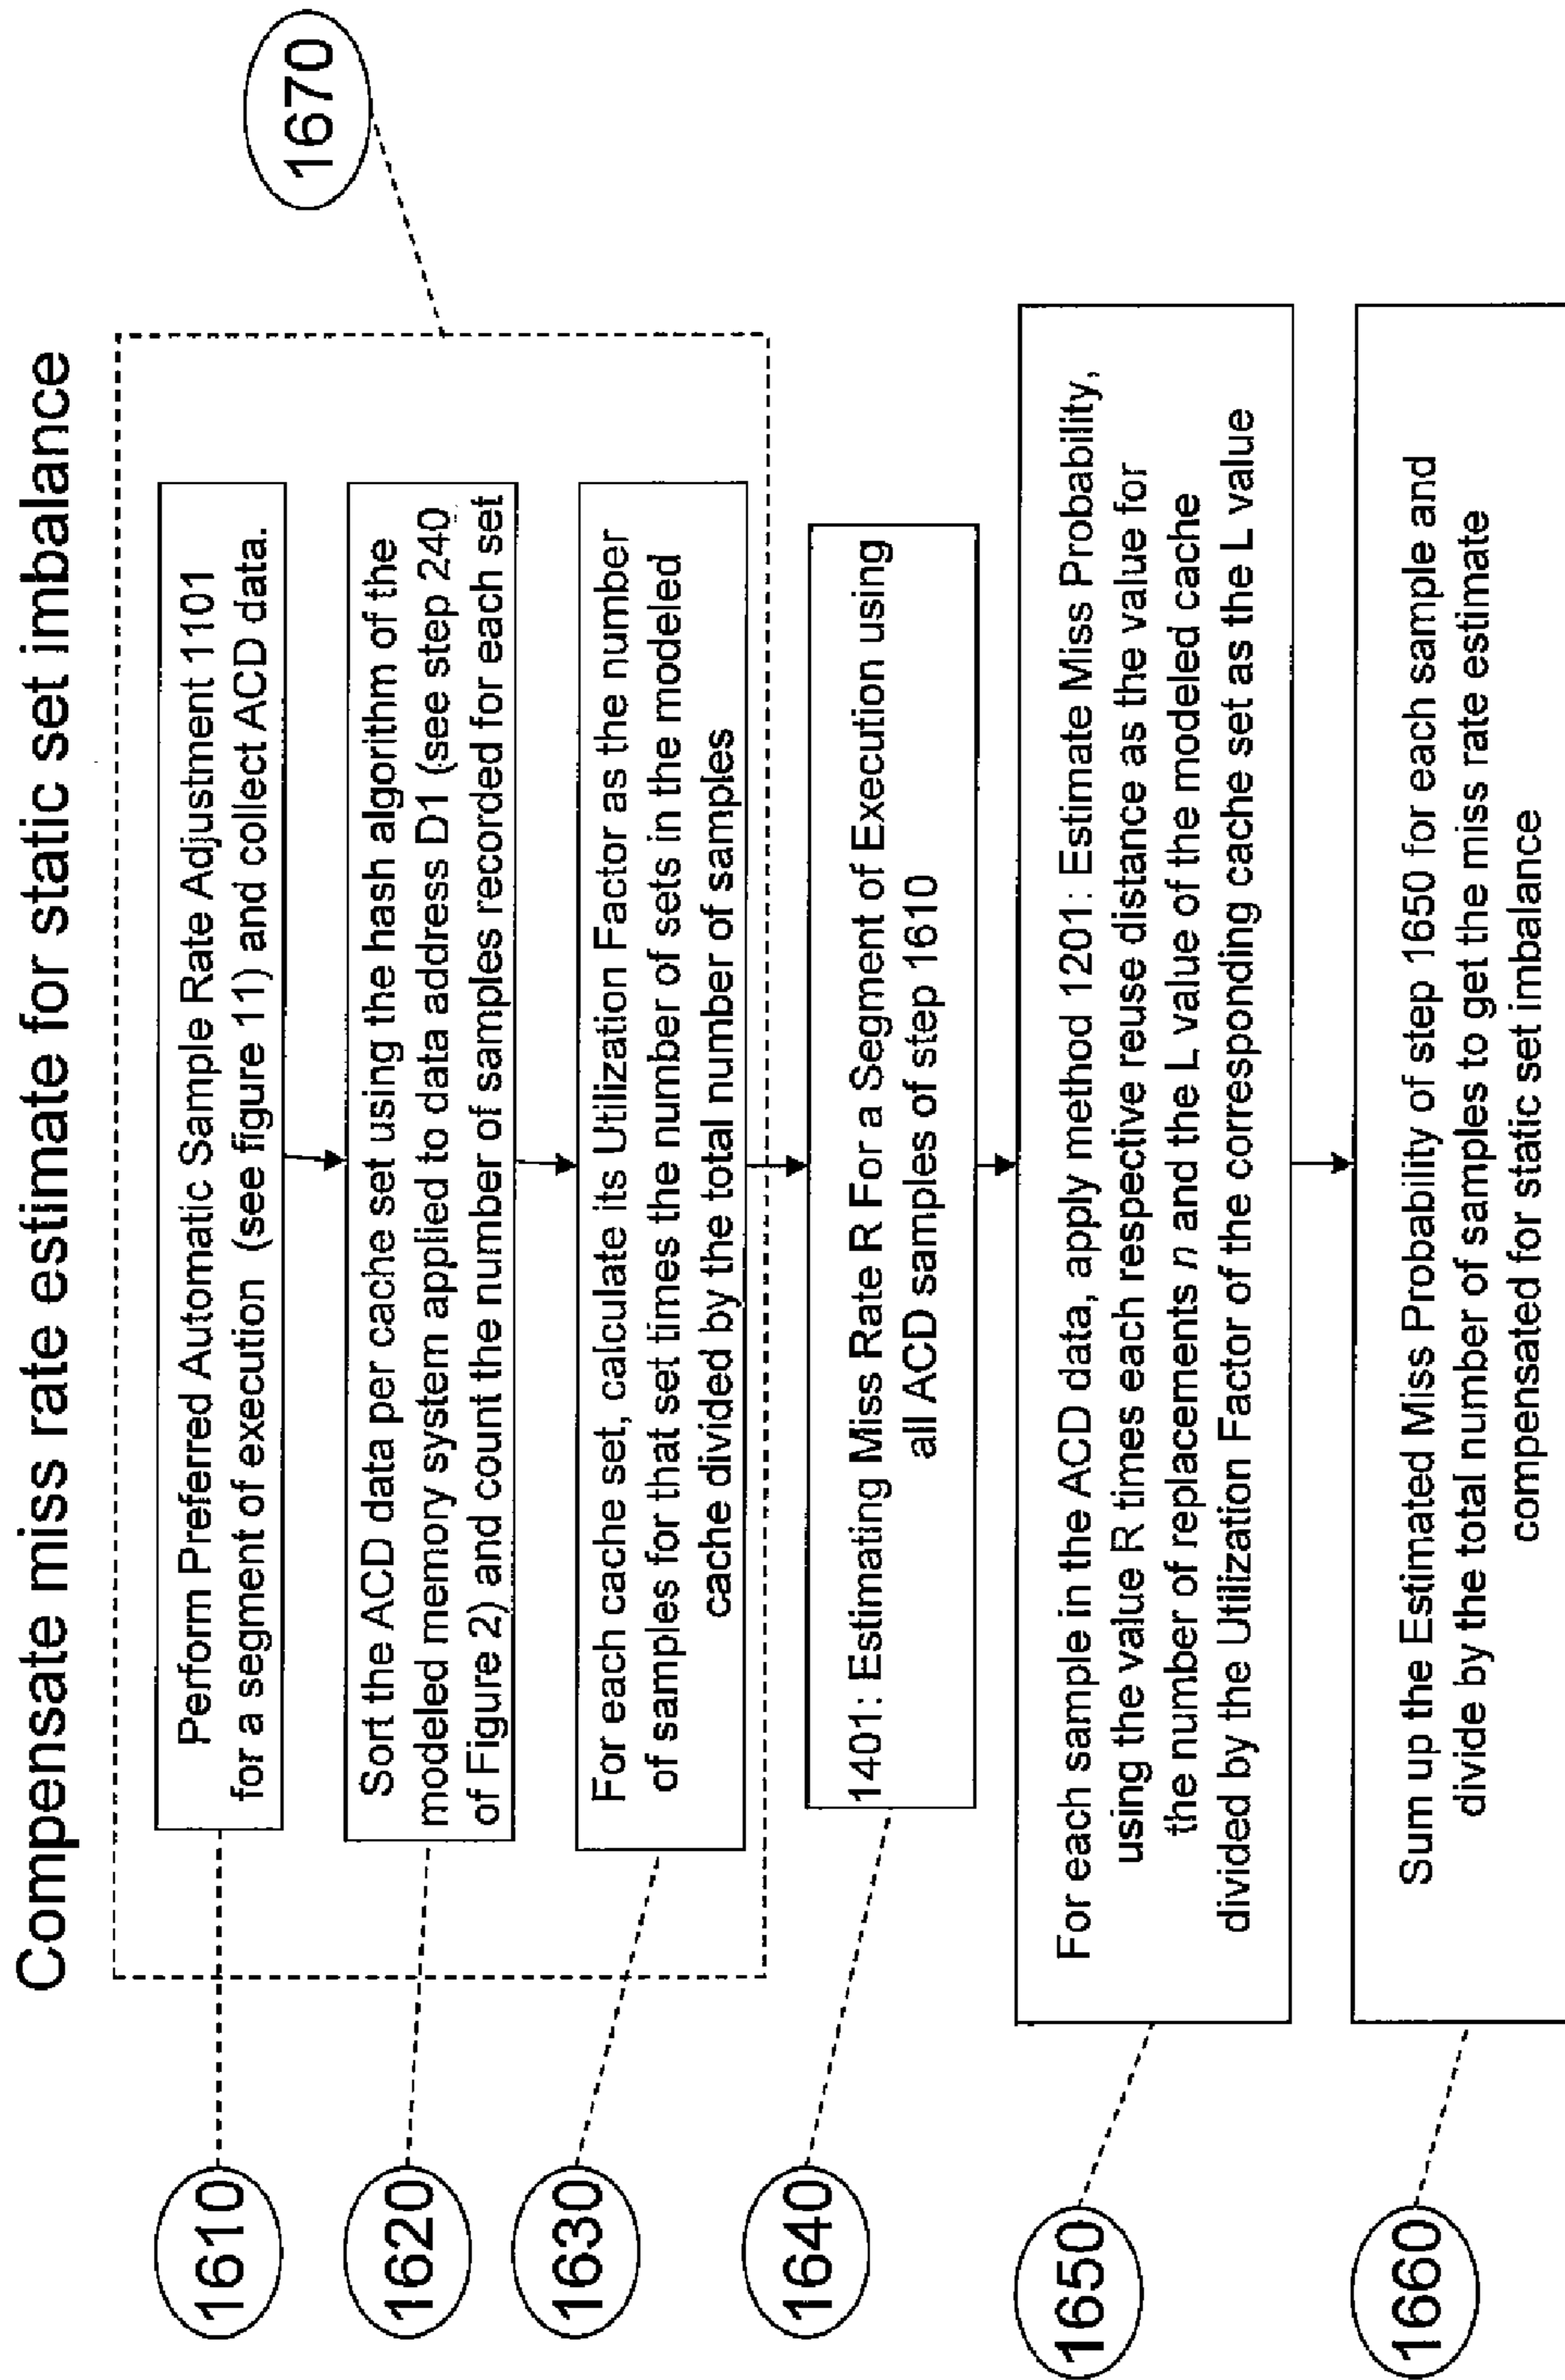 Compensate miss rate estimate for static set imbalance
1670
1610
Perform Preferred Automatic Sample Rate Adjustment 1101
for a segment of execution (see figure 11) and collect ACD data.
1620
Sort the ACD data per cache set using the hash algorithm of the
modeled memory system applied to data address D1 (see step 240
of Figure 2) and count the number of samples recorded for each set
1630
For each cache set, calculate its Utilization Factor as the number
of samples for that set times the number of sets in the modeled
cache divided by the total number of samples
1640
1401: Estimating Miss Rate R For a Segment of Execution using
all ACD samples of step 1610
1650
For each sample in the ACD data, apply method 1201: Estimate Miss Probability,
using the value R times each respective reuse distance as the value for
the number of replacements n and the L value of the modeled cache
divided by the Utilization Factor of the corresponding cache set as the L value
1660
Sum up the Estimated Miss Probability of step 1650 for each sample and
divide by the total number of samples to get the miss rate estimate
compensated for static set imbalance